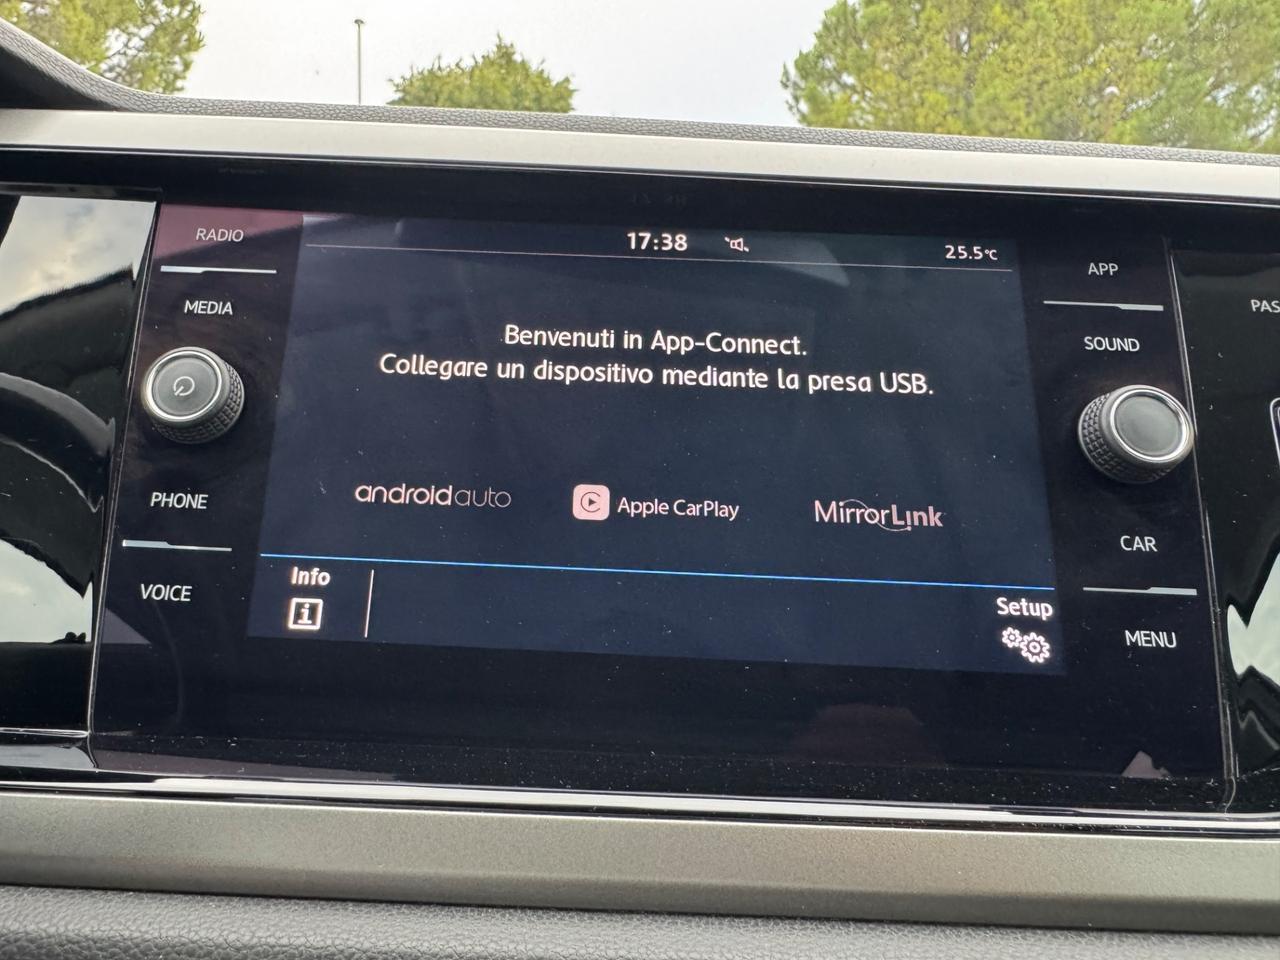 RADIO
MEDIA
PHONE
VOICE
17:38
25.5°C
Benvenuti in App-Connect.
Collegare un dispositivo mediante la presa USB.
androidauto
Apple CarPlay
MirrorLink
Info
Setup
APP
SOUND
CAR
MENU
PAS